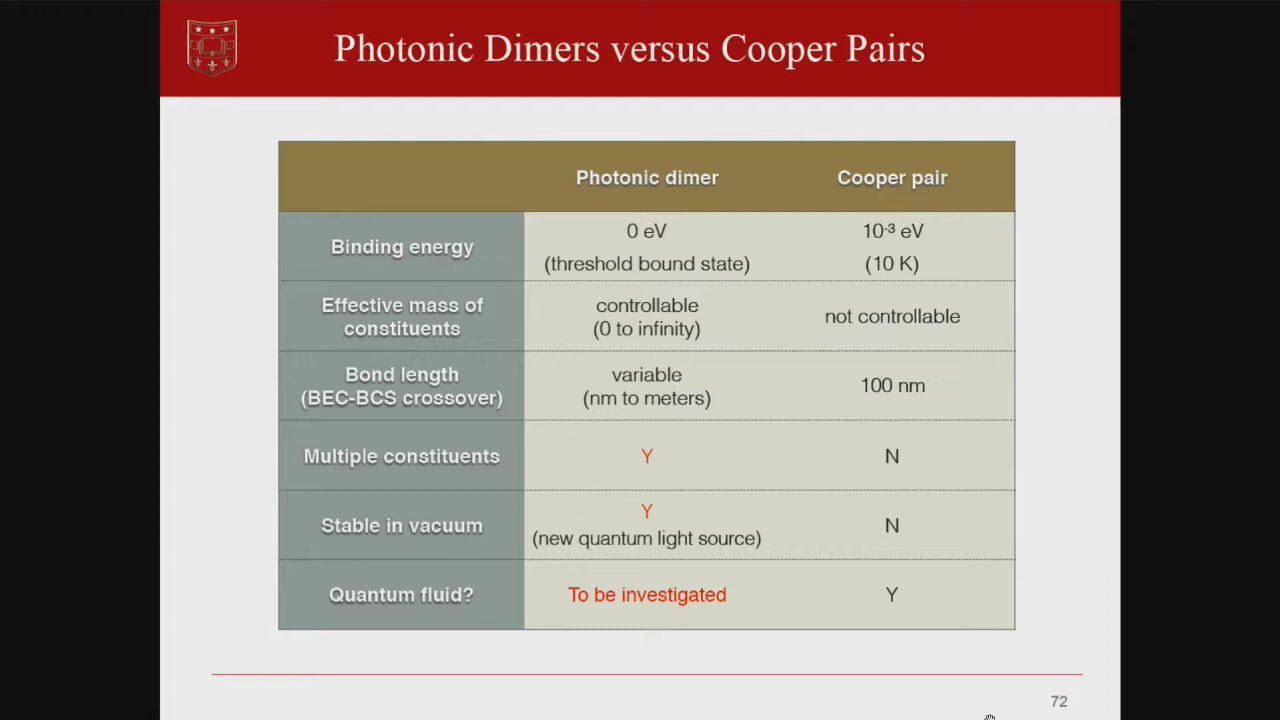 Photonic Dimers versus Cooper Pairs
Photonic dimer Cooper pair
Binding energy
0 eV
(threshold bound state)
10⁻³ eV
(10 K)
Effective mass of
constituents
controllable
(0 to infinity)
not controllable
Bond length
(BEC-BCS crossover)
variable
(nm to meters)
100 nm
Multiple constituents
Y
N
Stable in vacuum
Y
(new quantum light source)
N
Quantum fluid?
To be investigated
Y
72